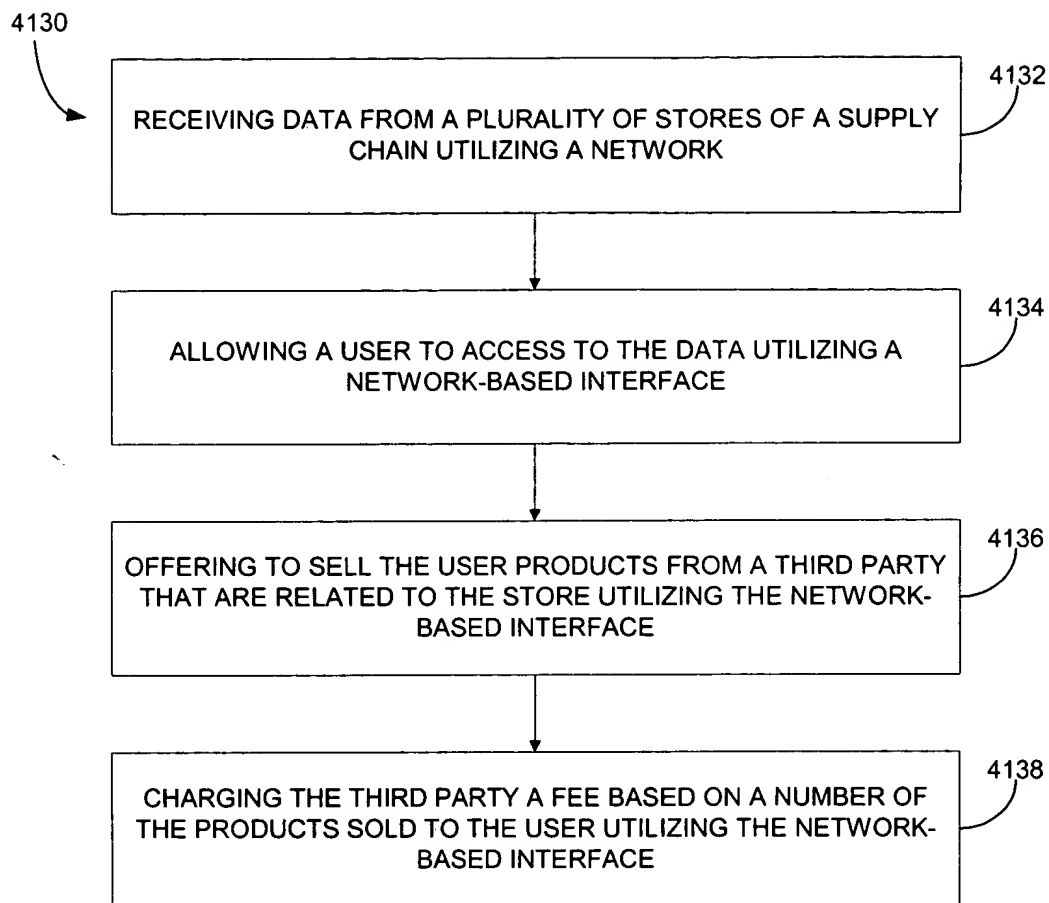 4130
4132
RECEIVING DATA FROM A PLURALITY OF STORES OF A SUPPLY
CHAIN UTILIZING A NETWORK
4134
ALLOWING A USER TO ACCESS TO THE DATA UTILIZING A
NETWORK-BASED INTERFACE
4136
OFFERING TO SELL THE USER PRODUCTS FROM A THIRD PARTY
THAT ARE RELATED TO THE STORE UTILIZING THE NETWORK-
BASED INTERFACE
4138
CHARGING THE THIRD PARTY A FEE BASED ON A NUMBER OF
THE PRODUCTS SOLD TO THE USER UTILIZING THE NETWORK-
BASED INTERFACE